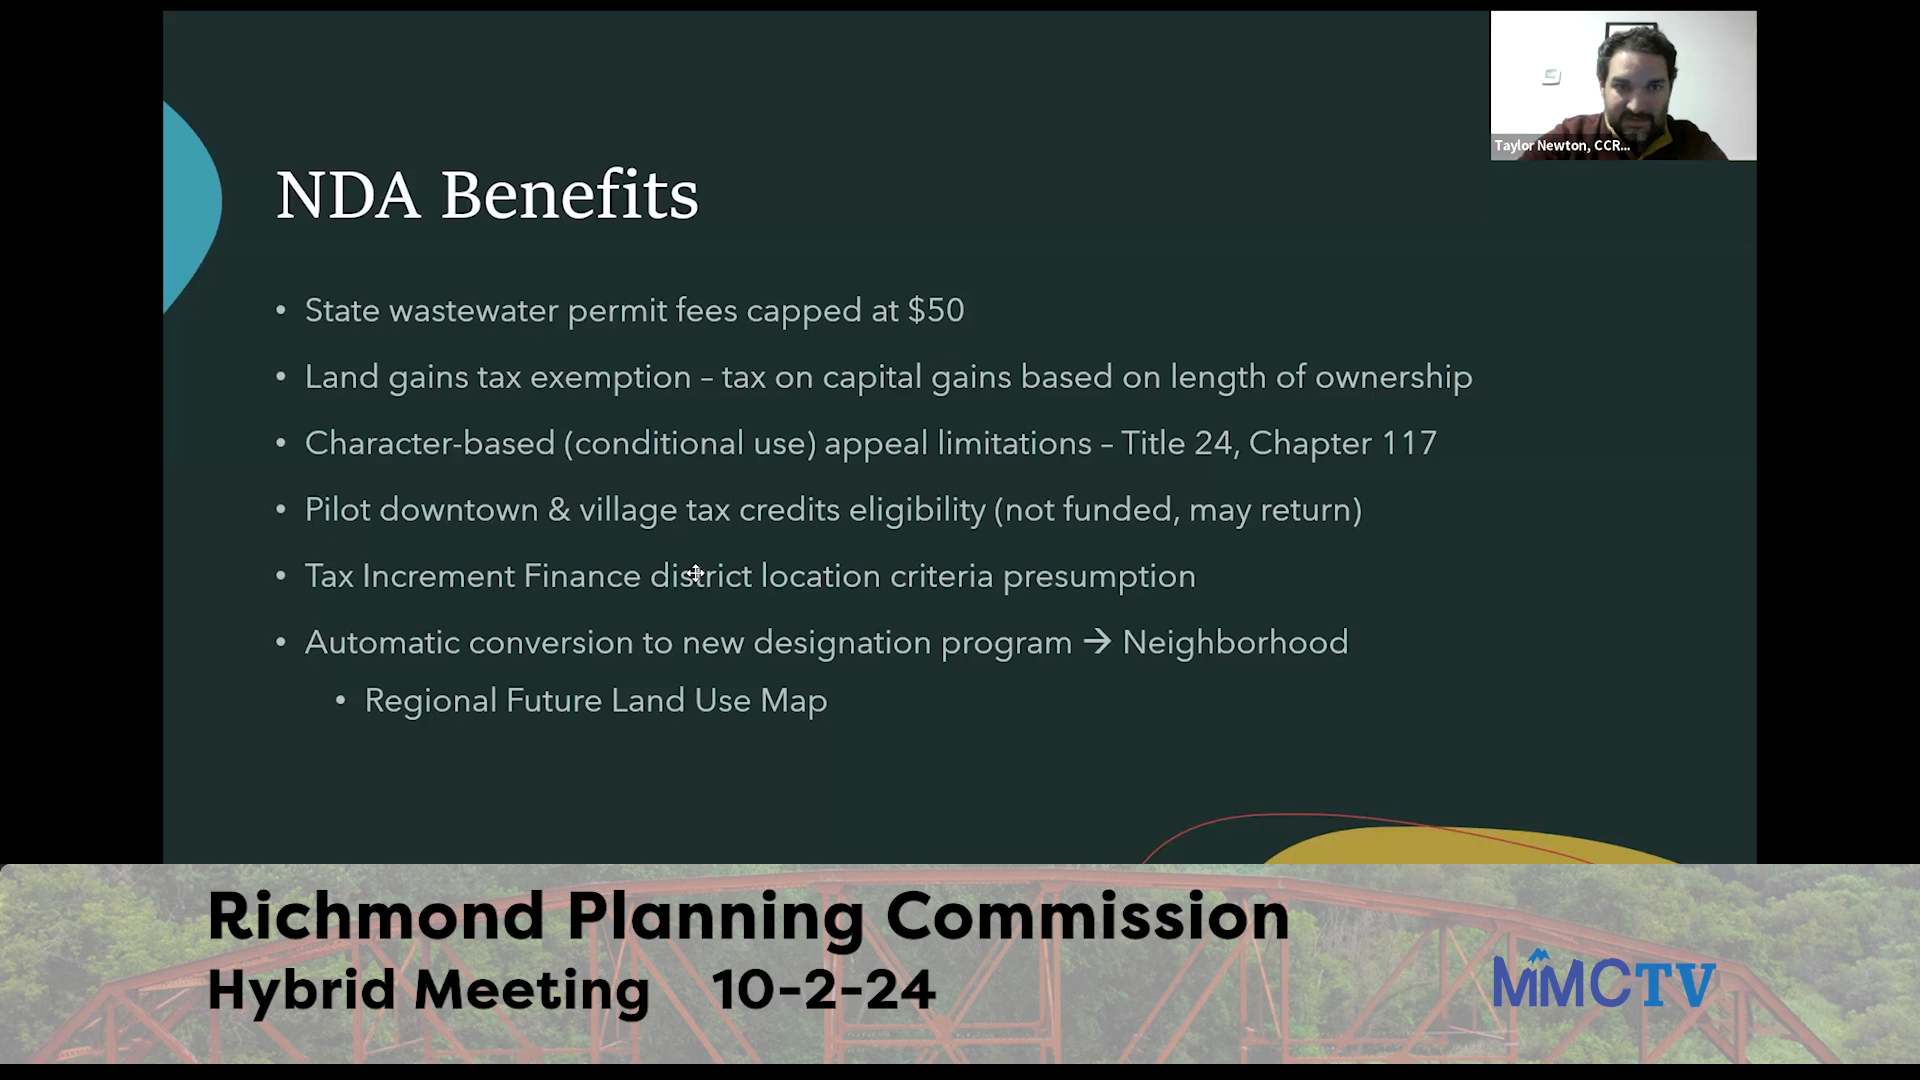 Taylor Newton, CCR...
NDA Benefits
• State wastewater permit fees capped at $50
• Land gains tax exemption – tax on capital gains based on length of ownership
• Character-based (conditional use) appeal limitations – Title 24, Chapter 117
• Pilot downtown & village tax credits eligibility (not funded, may return)
• Tax Increment Finance district location criteria presumption
• Automatic conversion to new designation program → Neighborhood
• Regional Future Land Use Map
Richmond Planning Commission
Hybrid Meeting 10-2-24
MMCTV